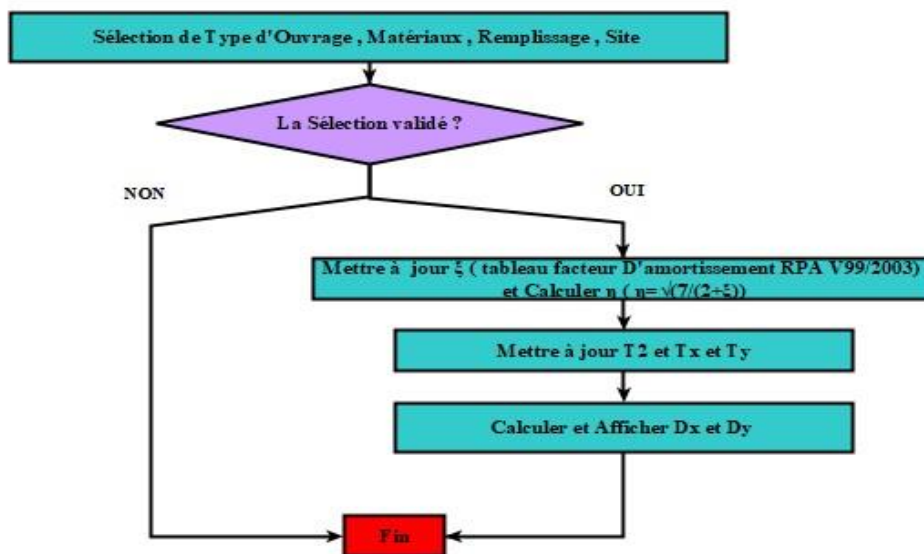 Sélection de Type d'Ouvrage , Matériaux , Remplissage , Site
La Sélection validé ?
NON
OUI
Mettre à jour ξ ( tableau facteur D'amortissement RPA V99/2003)
et Calculer η ( η= √(7/(2+ξ))
Mettre à jour T2 et Tx et Ty
Calculer et Afficher Dx et Dy
Fin